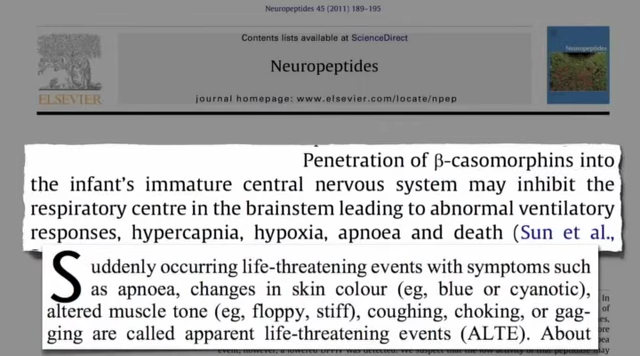 Neuropeptides 45 (2011) 189–195
Contents lists available at ScienceDirect
Neuropeptides
journal homepage: www.elsevier.com/locate/npep
ELSEVIER
Neuropeptides
Penetration of β-casomorphins into
the infant's immature central nervous system may inhibit the
respiratory centre in the brainstem leading to abnormal ventilatory
responses, hypercapnia, hypoxia, apnoea and death (Sun et al.,
Suddenly occurring life-threatening events with symptoms such
as apnoea, changes in skin colour (eg, blue or cyanotic),
altered muscle tone (eg, floppy, stiff), coughing, choking, or gag-
ging are called apparent life-threatening events (ALTE). About